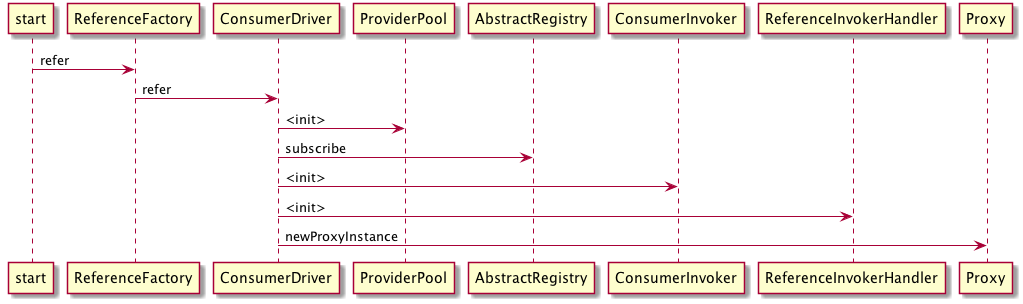 start ReferenceFactory ConsumerDriver ProviderPool AbstractRegistry ConsumerInvoker ReferenceInvokerHandler Proxy
refer
refer
<init>
subscribe
<init>
<init>
newProxyInstance
start ReferenceFactory ConsumerDriver ProviderPool AbstractRegistry ConsumerInvoker ReferenceInvokerHandler Proxy